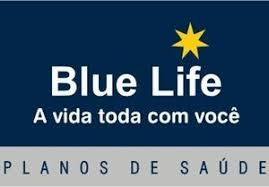 Blue Life
A vida toda com você
PLANOS DE SAÚDE